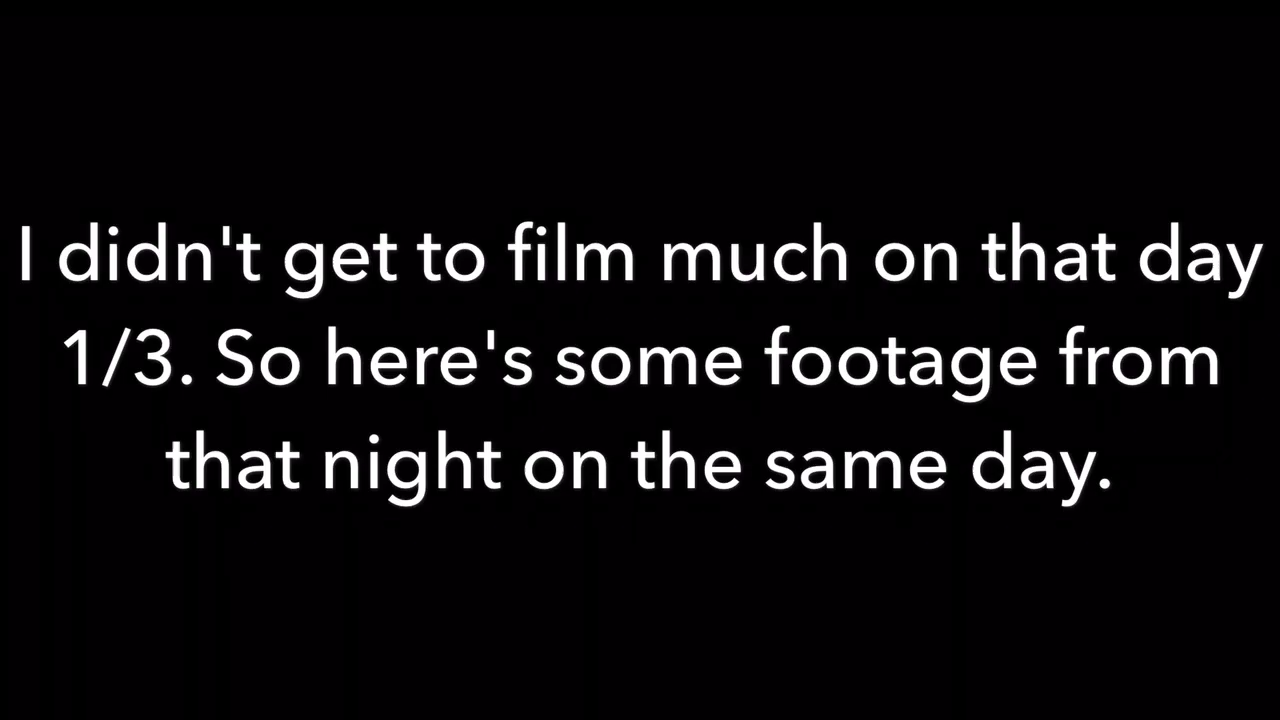 I didn't get to film much on that day
1/3. So here's some footage from
that night on the same day.